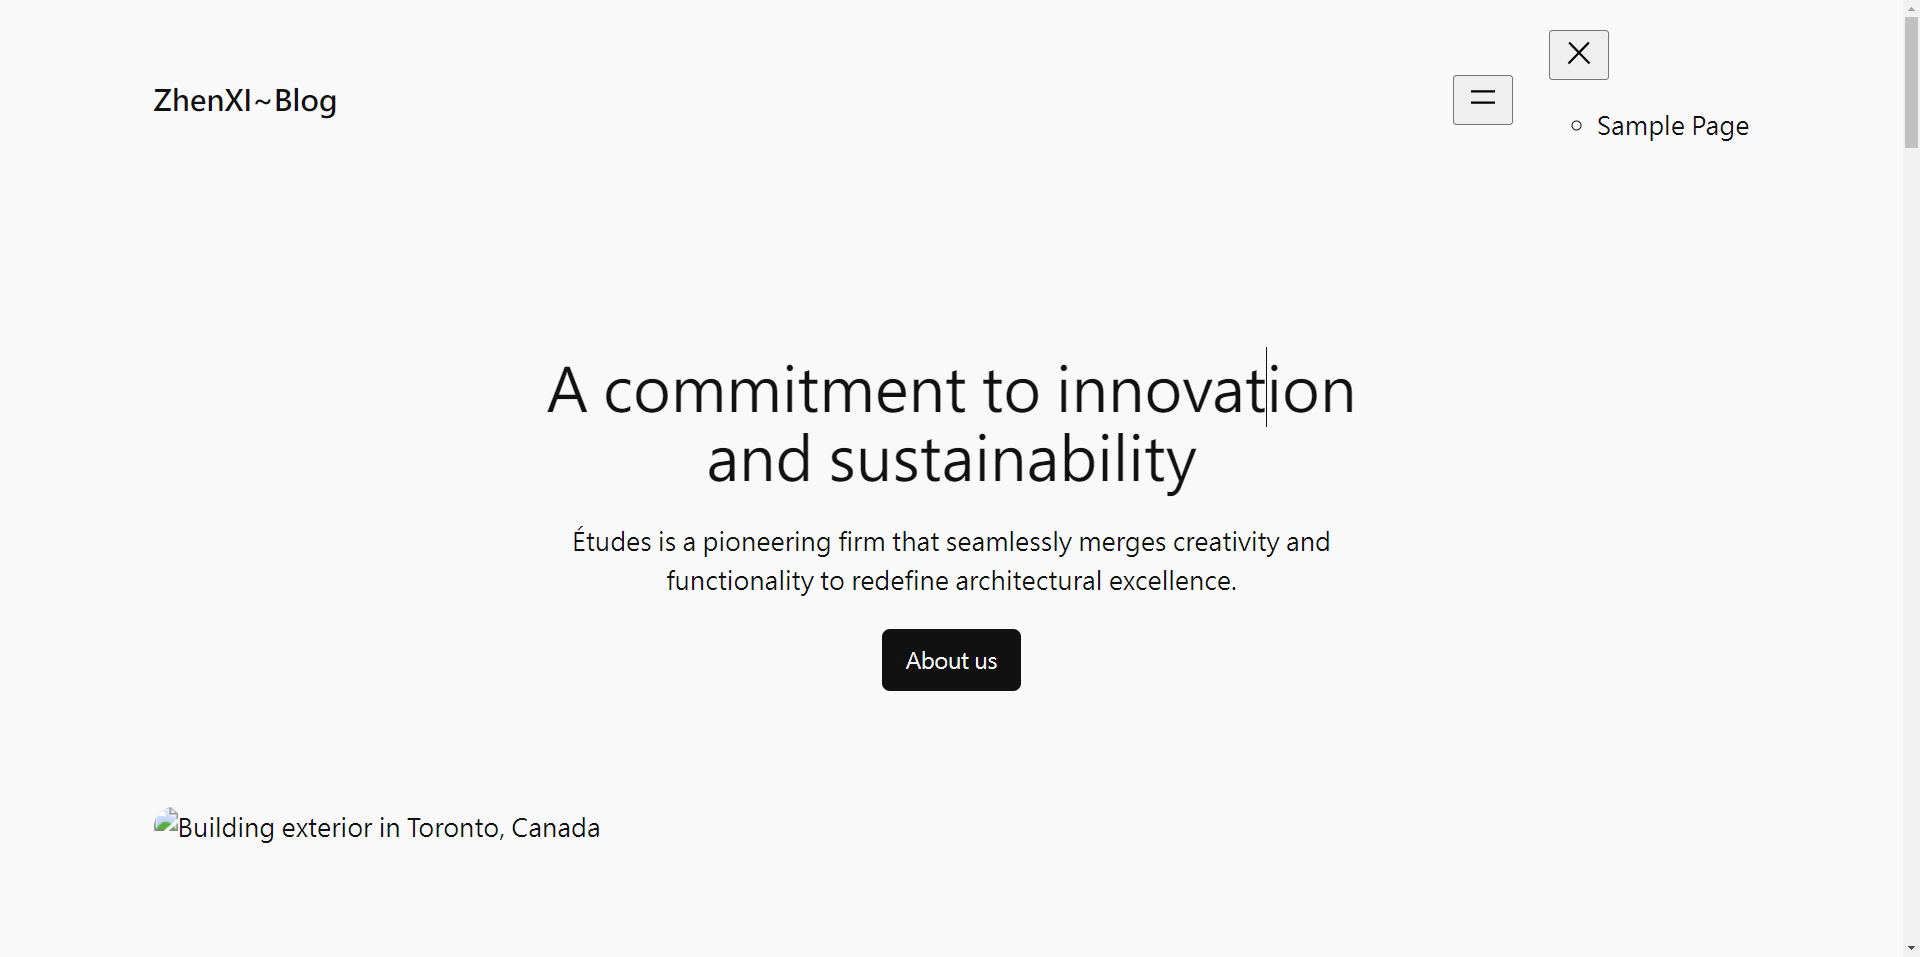 ZhenXI~Blog
Sample Page
A commitment to innovation
and sustainability
Études is a pioneering firm that seamlessly merges creativity and
functionality to redefine architectural excellence.
About us
Building exterior in Toronto, Canada